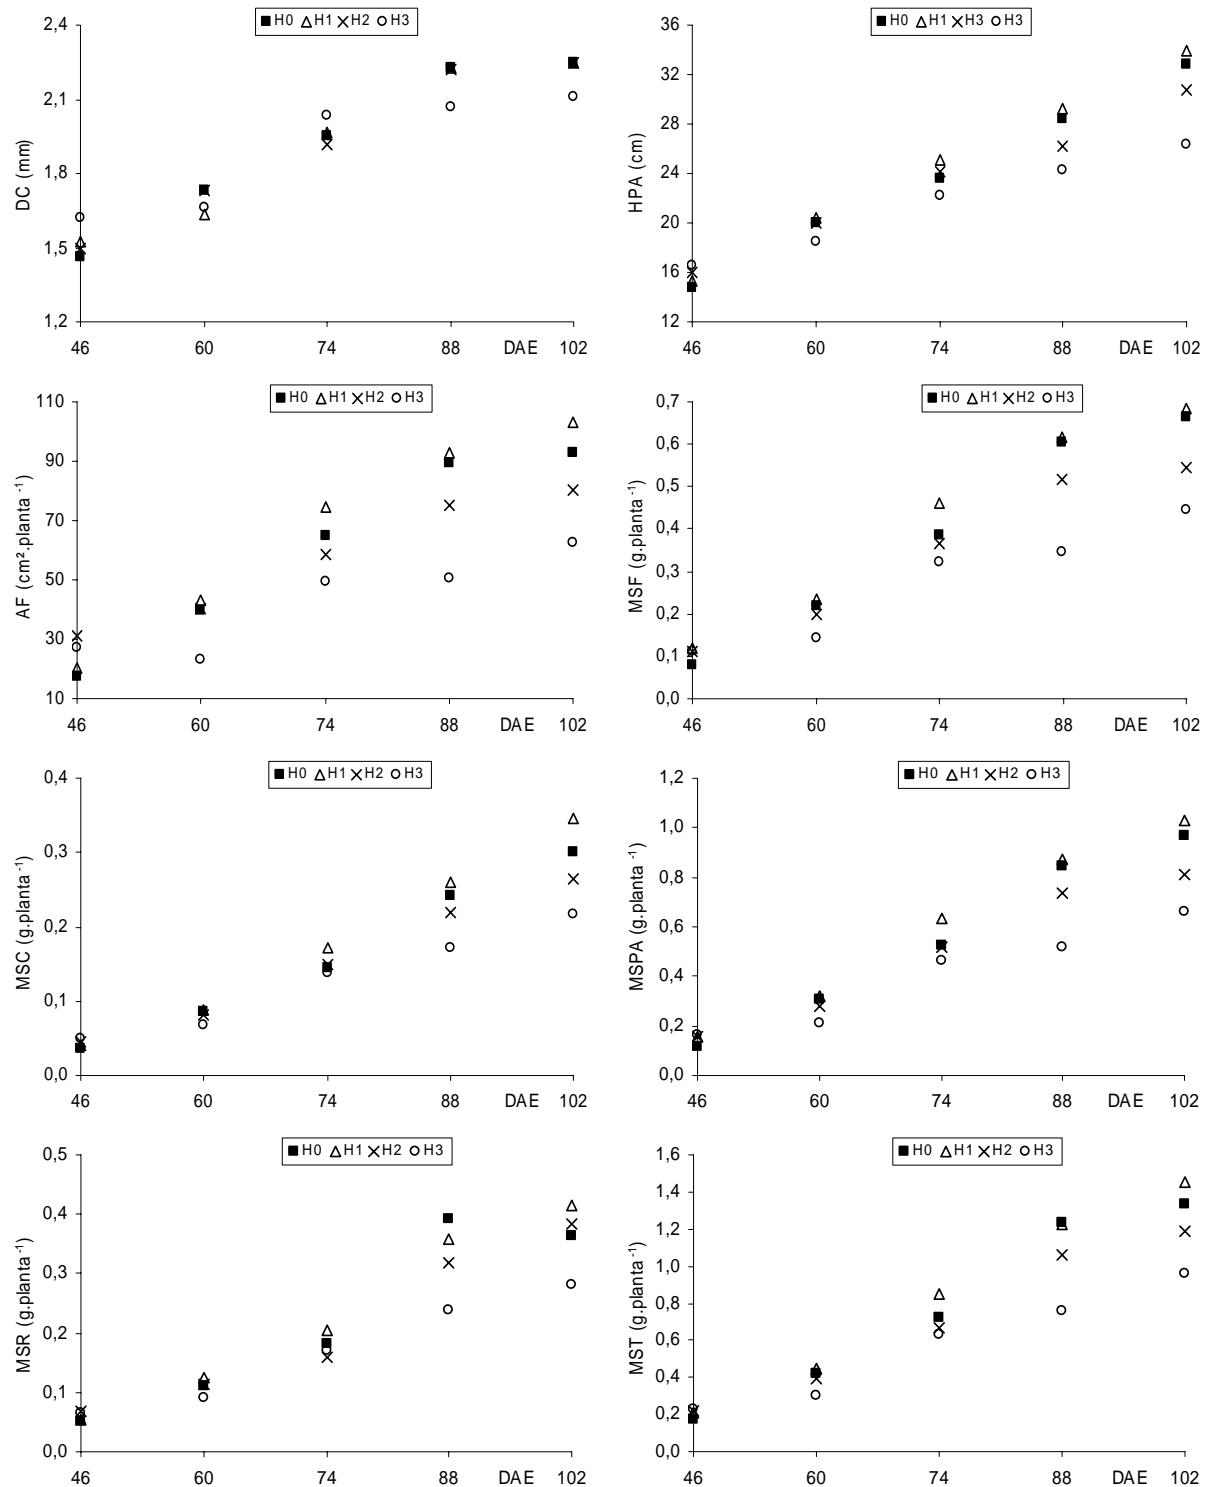 H0 H1 H2 H3
2,4
2,1
1,8
1,5
1,2
DC (mm)
46 60 74 88 DAE 102
H0 H1 H3 H3
36
32
28
24
20
16
12
HPA (cm)
46 60 74 88 DAE 102
H0 H1 H2 H3
110
90
70
50
30
10
AF (cm².planta⁻¹)
46 60 74 88 DAE 102
H0 H1 H2 H3
0,7
0,6
0,5
0,4
0,3
0,2
0,1
0,0
MSF (g.planta⁻¹)
46 60 74 88 DAE 102
H0 H1 H2 H3
0,4
0,3
0,2
0,1
0,0
MSC (g.planta⁻¹)
46 60 74 88 DAE 102
H0 H1 H2 H3
1,2
1,0
0,8
0,6
0,4
0,2
0,0
MSPA (g.planta⁻¹)
46 60 74 88 DAE 102
H0 H1 H2 H3
0,5
0,4
0,3
0,2
0,1
0,0
MSR (g.planta⁻¹)
46 60 74 88 DAE 102
H0 H1 H2 H3
1,6
1,4
1,2
1,0
0,8
0,6
0,4
0,2
0,0
MST (g.planta⁻¹)
46 60 74 88 DAE 102